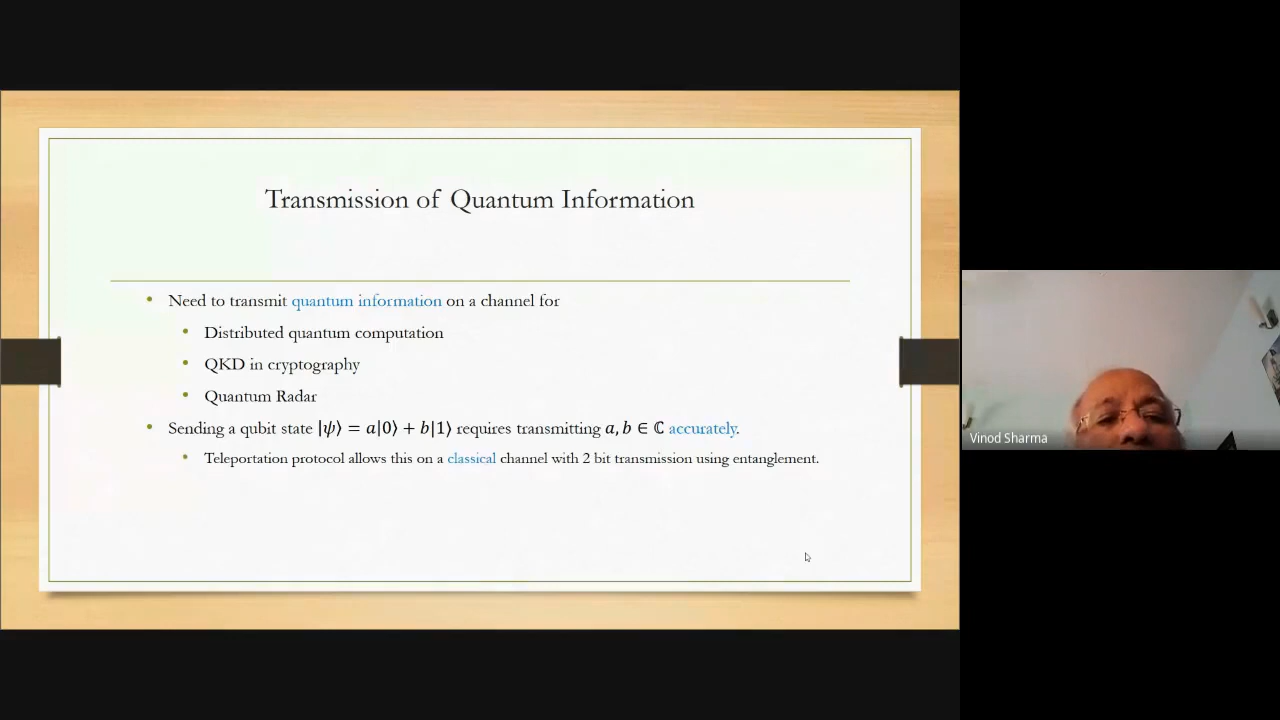 Transmission of Quantum Information
• Need to transmit quantum information on a channel for
• Distributed quantum computation
• QKD in cryptography
• Quantum Radar
• Sending a qubit state |ψ⟩ = a|0⟩ + b|1⟩ requires transmitting a, b ∈ ℂ accurately.
• Teleportation protocol allows this on a classical channel with 2 bit transmission using entanglement.
Vinod Sharma